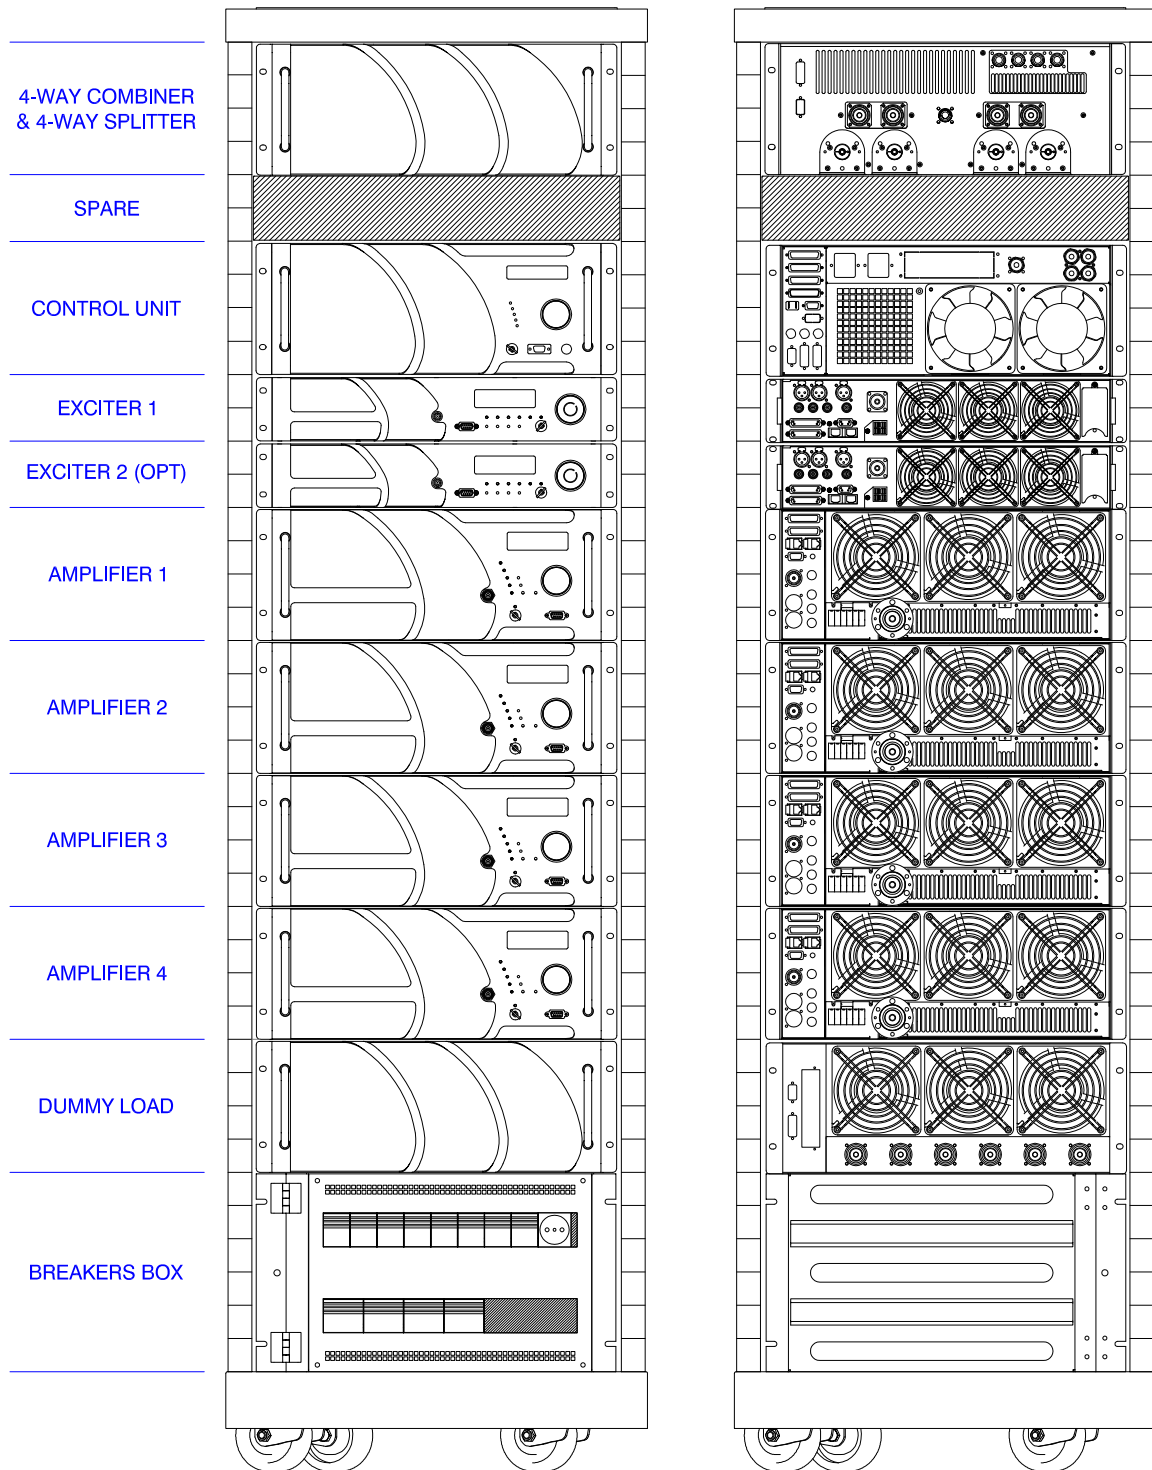 4-WAY COMBINER
& 4-WAY SPLITTER
SPARE
CONTROL UNIT
EXCITER 1
EXCITER 2 (OPT)
AMPLIFIER 1
AMPLIFIER 2
AMPLIFIER 3
AMPLIFIER 4
DUMMY LOAD
BREAKERS BOX